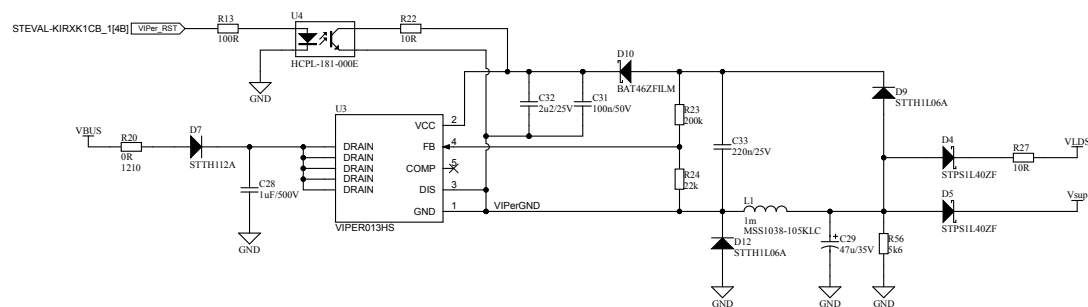 STEVAL-KIRXK1CB_1[4B]
VIPer_RST
R13
100R
U4
HCPL-181-000E
R22
10R
GND
VBUS
R20
0R
1210
D7
STTH112A
C28
1uF/500V
GND
U3
DRAIN
DRAIN
DRAIN
DRAIN
DRAIN
VCC
FB
COMP
DIS
GND
2
4
5
3
1
VIPER013HS
VIPerGND
C32
2u2/25V
C31
100n/50V
D10
BAT46ZFILM
R23
200k
R24
22k
C33
220n/25V
D9
STTH1L06A
L1
1m
MSS1038-105KLC
D12
STTH1L06A
GND
C29
47u/35V
GND
R56
5k6
GND
D4
STPS1L40ZF
R27
10R
VLDS
D5
STPS1L40ZF
Vsup